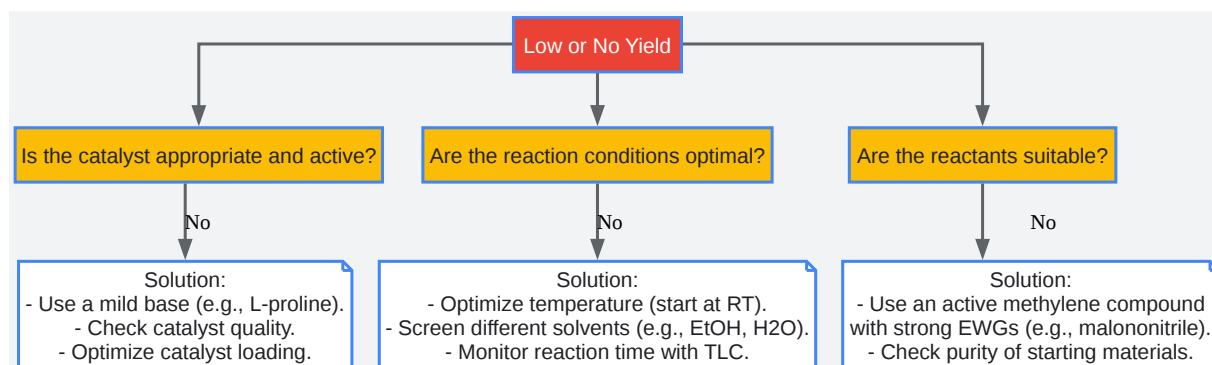 Low or No Yield
Is the catalyst appropriate and active?
Are the reaction conditions optimal?
Are the reactants suitable?
No
No
No
Solution:
- Use a mild base (e.g., L-proline).
- Check catalyst quality.
- Optimize catalyst loading.
Solution:
- Optimize temperature (start at RT).
- Screen different solvents (e.g., EtOH, H2O).
- Monitor reaction time with TLC.
Solution:
- Use an active methylene compound
with strong EWGs (e.g., malononitrile).
- Check purity of starting materials.